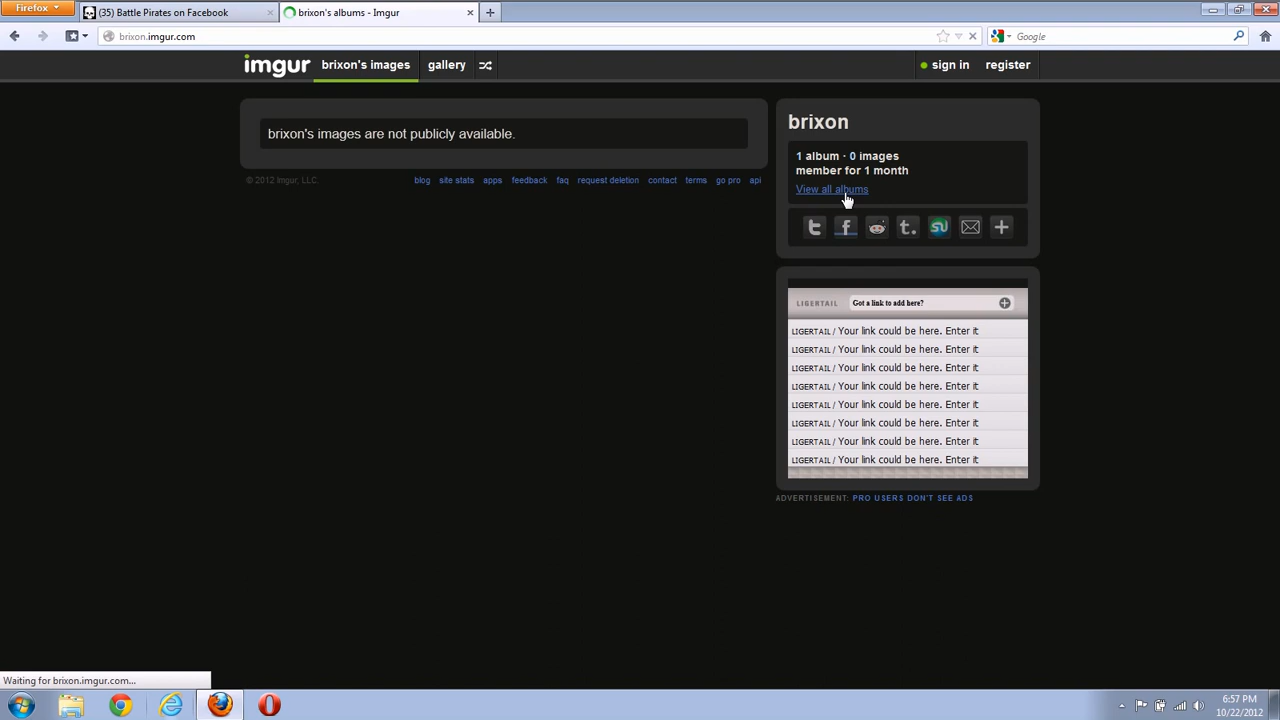 Firefox
(35) Battle Pirates on Facebook
brixon's albums - Imgur
brixon.imgur.com
Google
imgur
brixon's images
gallery
sign in
register
brixon's images are not publicly available.
© 2012 Imgur, LLC.
blog
site stats
apps
feedback
faq
request deletion
contact
terms
go pro
api
brixon
1 album · 0 images
member for 1 month
View all albums
LIGERTAIL
Got a link to add here?
LIGERTAIL / Your link could be here. Enter it
LIGERTAIL / Your link could be here. Enter it
LIGERTAIL / Your link could be here. Enter it
LIGERTAIL / Your link could be here. Enter it
LIGERTAIL / Your link could be here. Enter it
LIGERTAIL / Your link could be here. Enter it
LIGERTAIL / Your link could be here. Enter it
LIGERTAIL / Your link could be here. Enter it
ADVERTISEMENT: PRO USERS DON'T SEE ADS
Waiting for brixon.imgur.com...
6:57 PM
10/22/2012